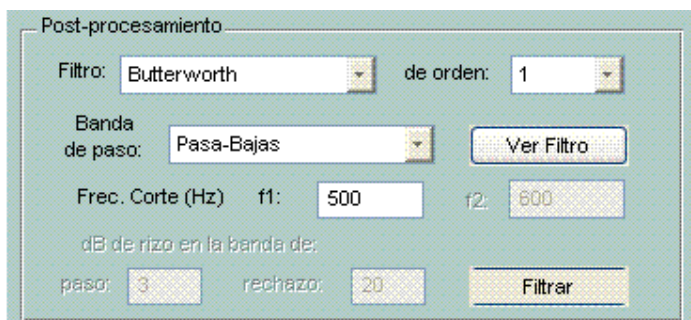 Post-procesamiento
Filtro: Butterworth de orden: 1
Banda
de paso: Pasa-Bajas Ver Filtro
Frec. Corte (Hz) f1: 500 f2: 600
dB de rizo en la banda de:
paso: 3 rechazo: 20 Filtrar